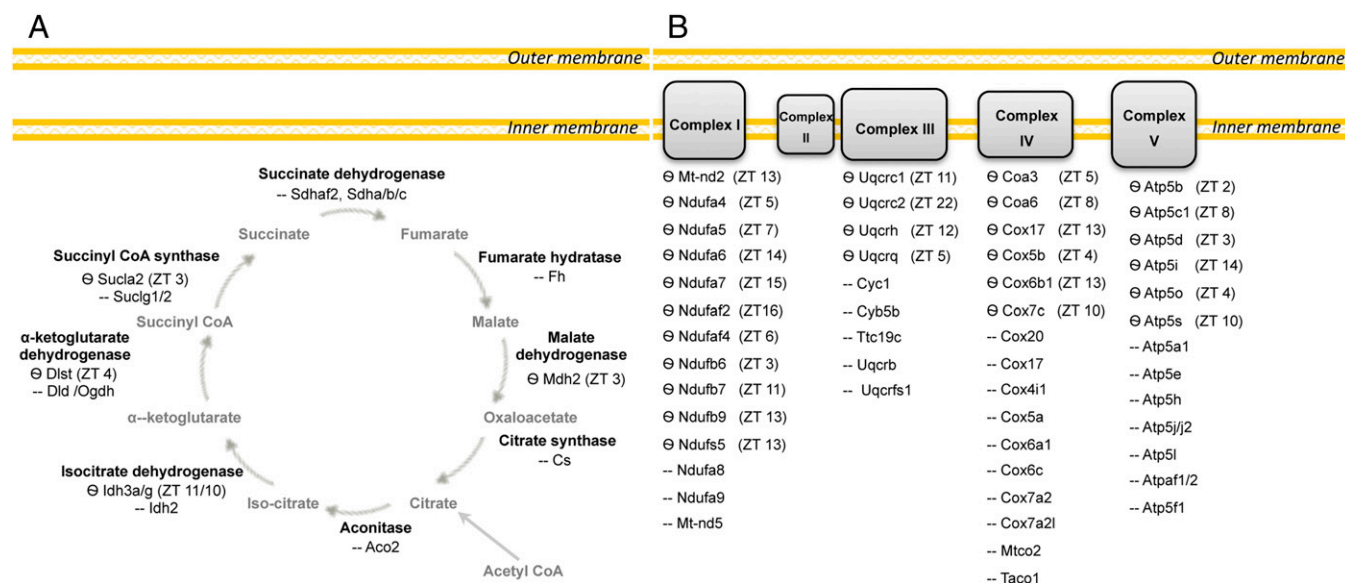 A
Outer membrane
Inner membrane
Succinate dehydrogenase
-- Sdhaf2, Sdha/b/c
Succinate
Fumarate
Succinyl CoA synthase
ϴ Sucla2 (ZT 3)
-- Suclg1/2
Fumarate hydratase
-- Fh
Succinyl CoA
Malate
α-ketoglutarate
dehydrogenase
ϴ Dlst (ZT 4)
-- Dld /Ogdh
Malate
dehydrogenase
ϴ Mdh2 (ZT 3)
α--ketoglutarate
Oxaloacetate
Citrate synthase
-- Cs
Isocitrate dehydrogenase
ϴ Idh3a/g (ZT 11/10)
-- Idh2
Iso-citrate
Citrate
Aconitase
-- Aco2
Acetyl CoA
B
Outer membrane
Inner membrane
Complex I
ϴ Mt-nd2 (ZT 13)
ϴ Ndufa4 (ZT 5)
ϴ Ndufa5 (ZT 7)
ϴ Ndufa6 (ZT 14)
ϴ Ndufa7 (ZT 15)
ϴ Ndufaf2 (ZT16)
ϴ Ndufaf4 (ZT 6)
ϴ Ndufb6 (ZT 3)
ϴ Ndufb7 (ZT 11)
ϴ Ndufb9 (ZT 13)
ϴ Ndufs5 (ZT 13)
-- Ndufa8
-- Ndufa9
-- Mt-nd5
Complex
II
Complex III
ϴ Uqcrc1 (ZT 11)
ϴ Uqcrc2 (ZT 22)
ϴ Uqcrh (ZT 12)
ϴ Uqcrq (ZT 5)
-- Cyc1
-- Cyb5b
-- Ttc19c
-- Uqcrb
-- Uqcrfs1
Complex
IV
ϴ Coa3 (ZT 5)
ϴ Coa6 (ZT 8)
ϴ Cox17 (ZT 13)
ϴ Cox5b (ZT 4)
ϴ Cox6b1 (ZT 13)
ϴ Cox7c (ZT 10)
-- Cox20
-- Cox17
-- Cox4i1
-- Cox5a
-- Cox6a1
-- Cox6c
-- Cox7a2
-- Cox7a2l
-- Mtco2
-- Taco1
Complex
V
ϴ Atp5b (ZT 2)
ϴ Atp5c1 (ZT 8)
ϴ Atp5d (ZT 3)
ϴ Atp5i (ZT 14)
ϴ Atp5o (ZT 4)
ϴ Atp5s (ZT 10)
-- Atp5a1
-- Atp5e
-- Atp5h
-- Atp5j/j2
-- Atp5l
-- Atpaf1/2
-- Atp5f1